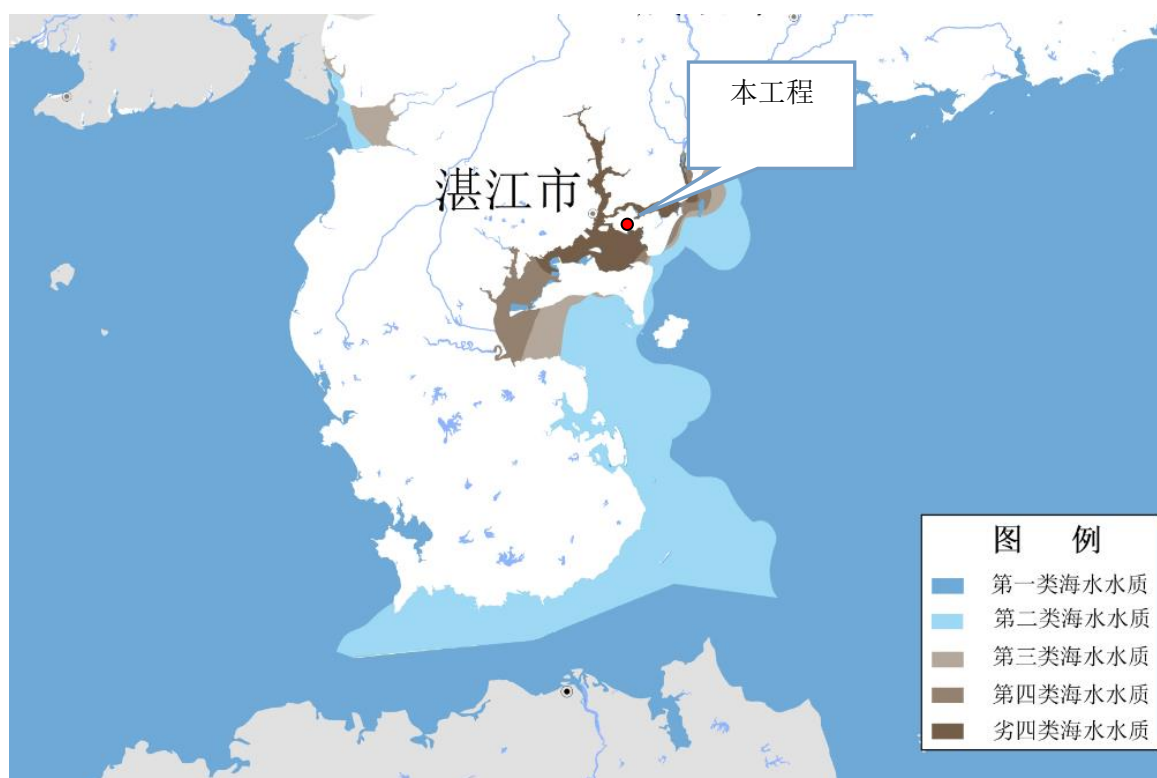 本工程
湛江市
图 例
第一类海水水质
第二类海水水质
第三类海水水质
第四类海水水质
劣四类海水水质